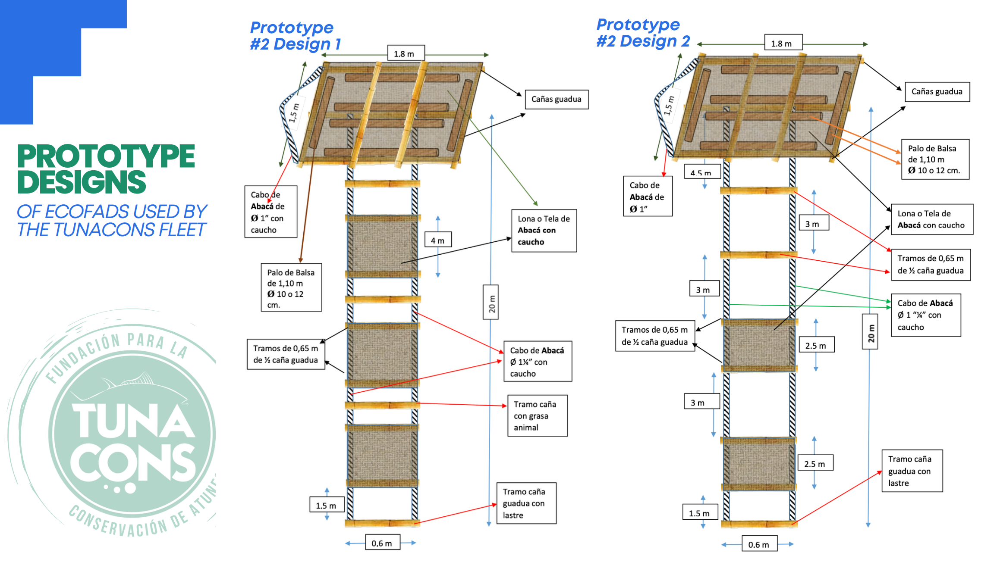 PROTOTYPE
DESIGNS
OF ECOFADS USED BY
THE TUNACONS FLEET
FUNDACIÓN PARA LA
TUNA
CONS
CONSERVACIÓN DE ATUNE
Prototype
#2 Design 1
1,8 m
1,5 m
Cañas guadua
Cabo de
Abacá de
Ø 1” con
caucho
Lona o Tela de
Abacá con
caucho
4 m
Palo de Balsa
de 1,10 m
Ø 10 o 12
cm.
20 m
Tramos de 0,65 m
de ½ caña guadua
Cabo de Abacá
Ø 1¼” con
caucho
Tramo caña
con grasa
animal
Tramo caña
guadua con
lastre
1,5 m
0,6 m
Prototype
#2 Design 2
1.8 m
1,5 m
Cañas guadua
Palo de Balsa
de 1,10 m
Ø 10 o 12 cm.
4.5 m
Cabo de
Abacá de
Ø 1”
Lona o Tela de
Abacá con caucho
3 m
Tramos de 0,65 m
de ½ caña guadua
3 m
Cabo de Abacá
Ø 1 “¼” con
caucho
Tramos de 0,65 m
de ½ caña guadua
20 m
2,5 m
3 m
2.5 m
Tramo caña
guadua con
lastre
1.5 m
0,6 m